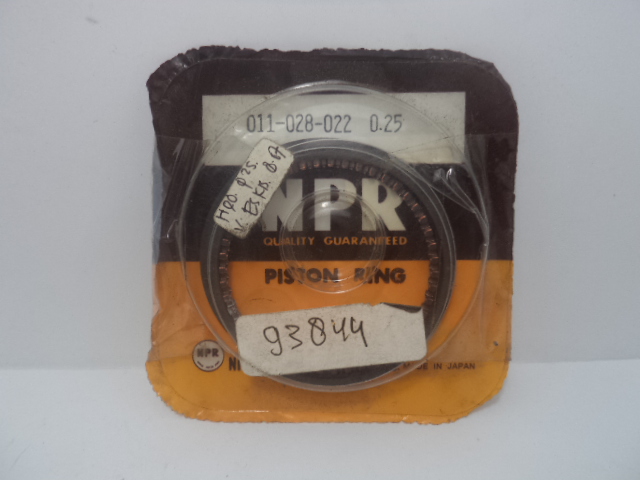 011-028-022 0.25
NPR
QUALITY GUARANTEED
PISTON RING
93844
NPR
MADE IN JAPAN